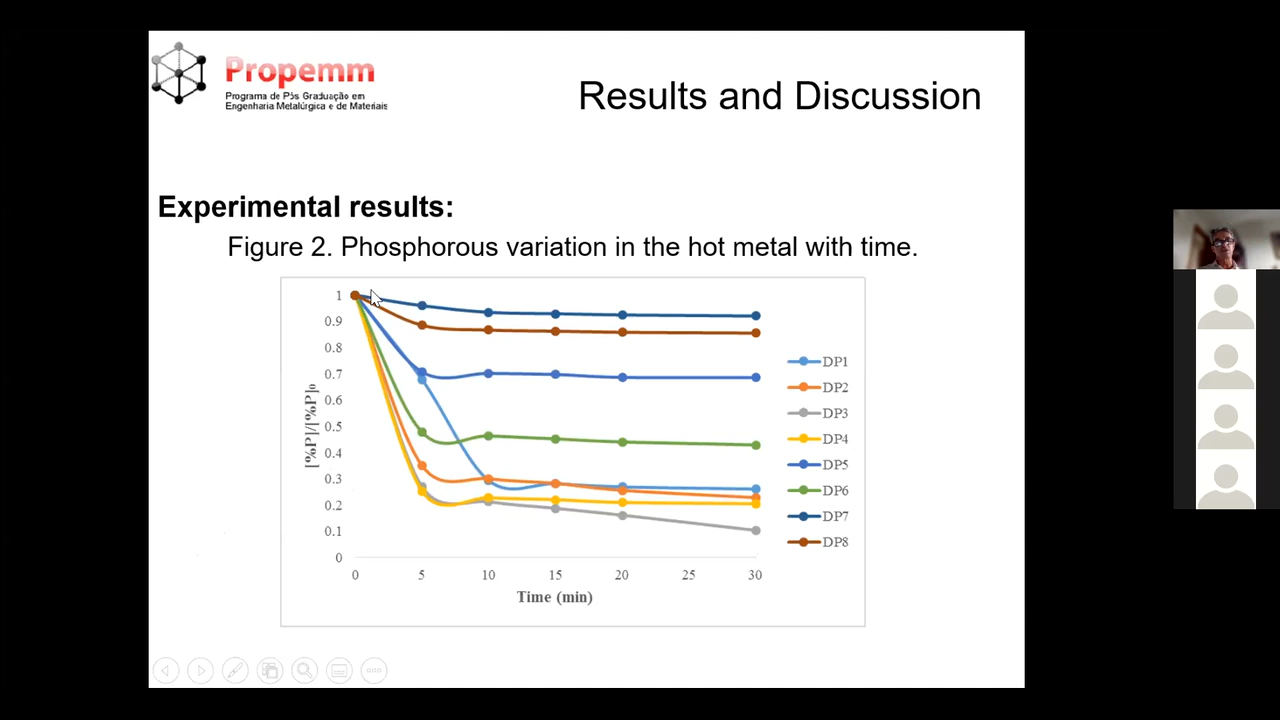 Propemm
Programa de Pós Graduação em
Engenharia Metalúrgica e de Materiais
Results and Discussion
Experimental results:
Figure 2. Phosphorous variation in the hot metal with time.
1
0.9
0.8
0.7
0.6
0.5
0.4
0.3
0.2
0.1
0
[%P]/[%P]₀
0 5 10 15 20 25 30
Time (min)
DP1
DP2
DP3
DP4
DP5
DP6
DP7
DP8